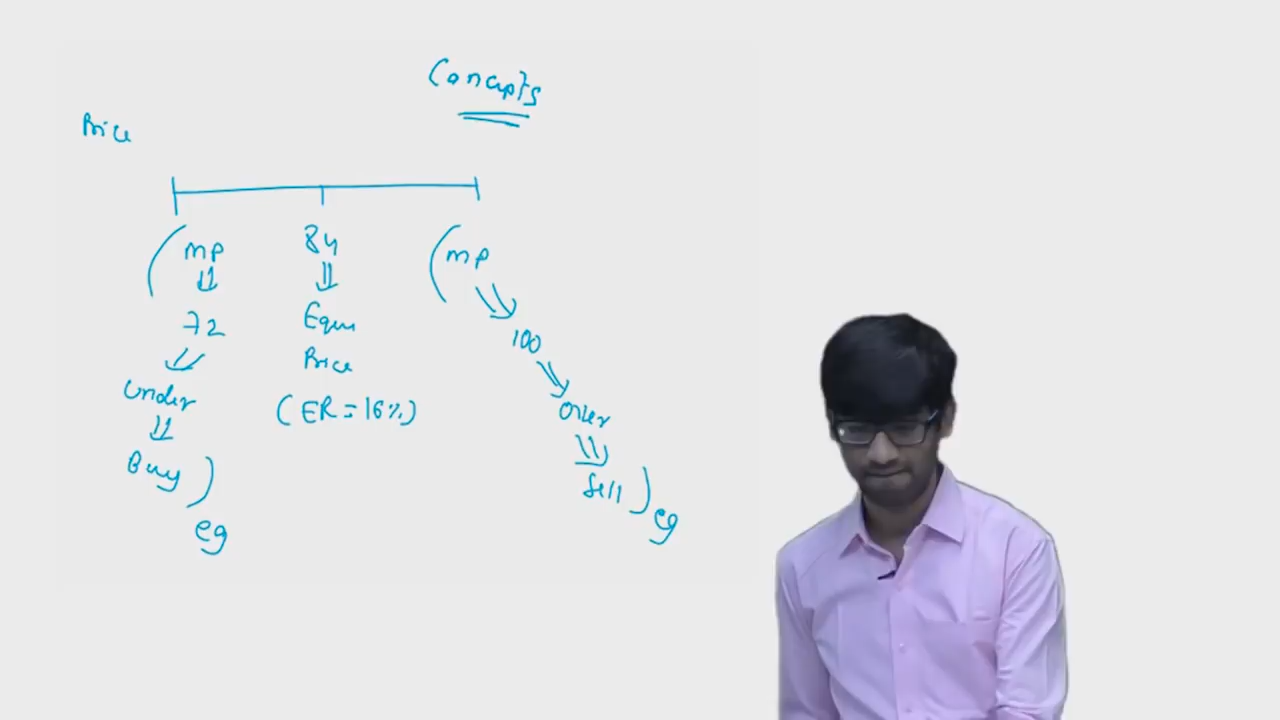 Concepts
Price
(MP 84 (MP
72 Equi 100
Price
Under (ER = 16%) Over
Buy) Sell)
eg eg